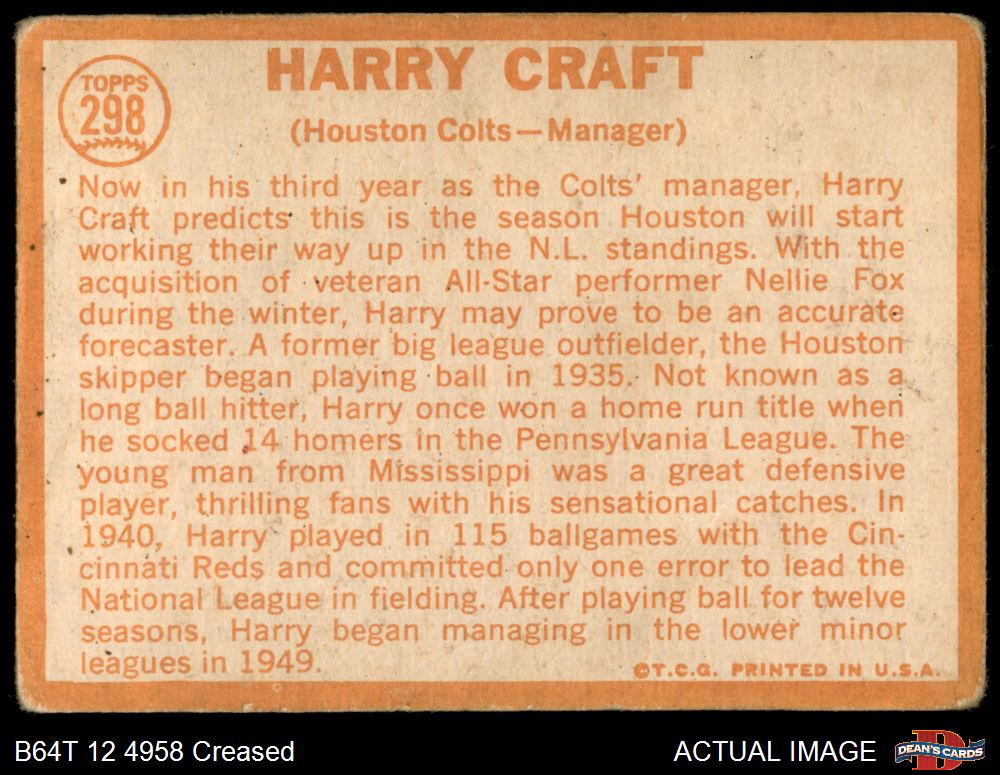 TOPPS
298
HARRY CRAFT
(Houston Colts—Manager)
Now in his third year as the Colts' manager, Harry
Craft predicts this is the season Houston will start
working their way up in the N.L. standings. With the
acquisition of veteran All-Star performer Nellie Fox
during the winter, Harry may prove to be an accurate
forecaster. A former big league outfielder, the Houston
skipper began playing ball in 1935. Not known as a
long ball hitter, Harry once won a home run title when
he socked 14 homers in the Pennsylvania League. The
young man from Mississippi was a great defensive
player, thrilling fans with his sensational catches. In
1940, Harry played in 115 ballgames with the Cin-
cinnati Reds and committed only one error to lead the
National League in fielding. After playing ball for twelve
seasons, Harry began managing in the lower minor
leagues in 1949.
©T.C.G. PRINTED IN U.S.A.
B64T 12 4958 Creased
ACTUAL IMAGE
D
DEAN'S CARDS